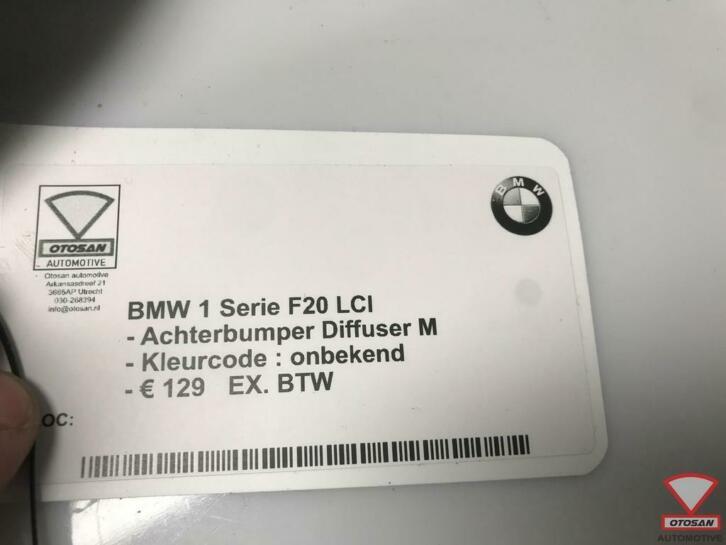 OTOSAN
AUTOMOTIVE
Otosan automotive
Arkansasdreef 21
3565AP Utrecht
030-268394
info@otosan.nl
BMW
BMW 1 Serie F20 LCI
- Achterbumper Diffuser M
- Kleurcode : onbekend
- € 129 EX. BTW
OC:
OTOSAN
AUTOMOTIVE